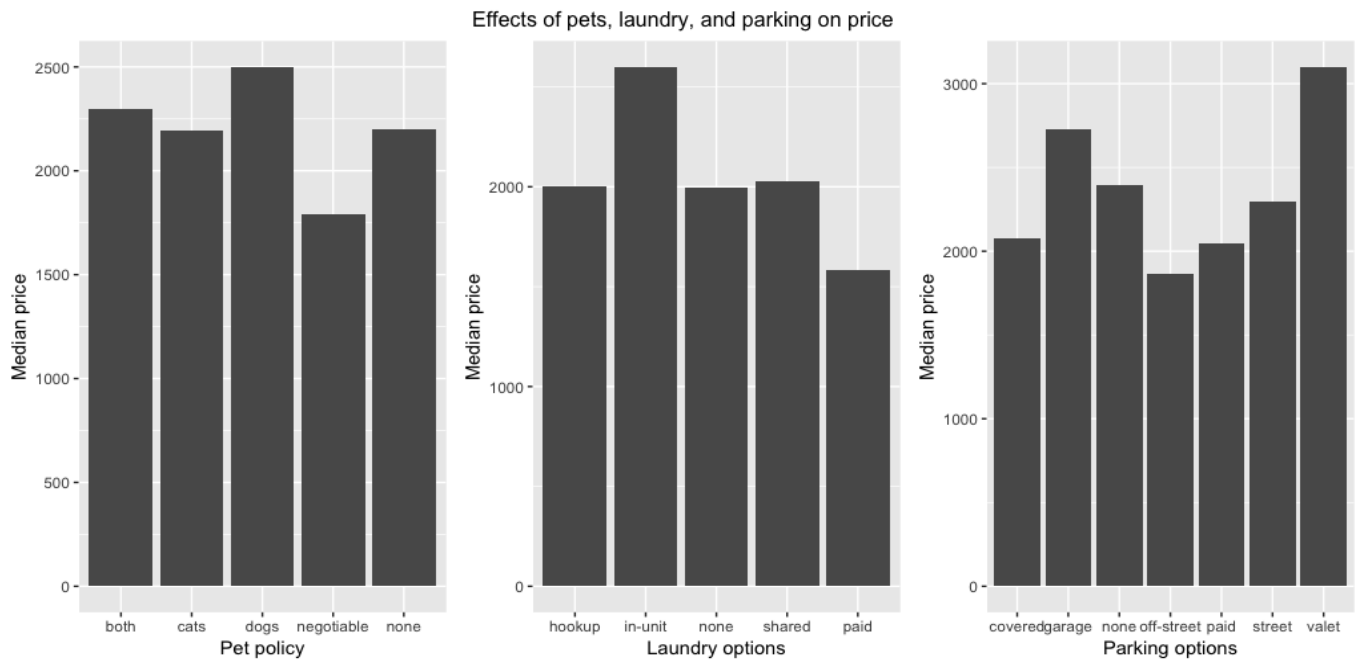 Effects of pets, laundry, and parking on price
Median price
2500
2000
1500
1000
500
0
both cats dogs negotiable none
Pet policy
Median price
2000
1000
0
hookup in-unit none shared paid
Laundry options
Median price
3000
2000
1000
0
covered garage none off-street paid street valet
Parking options